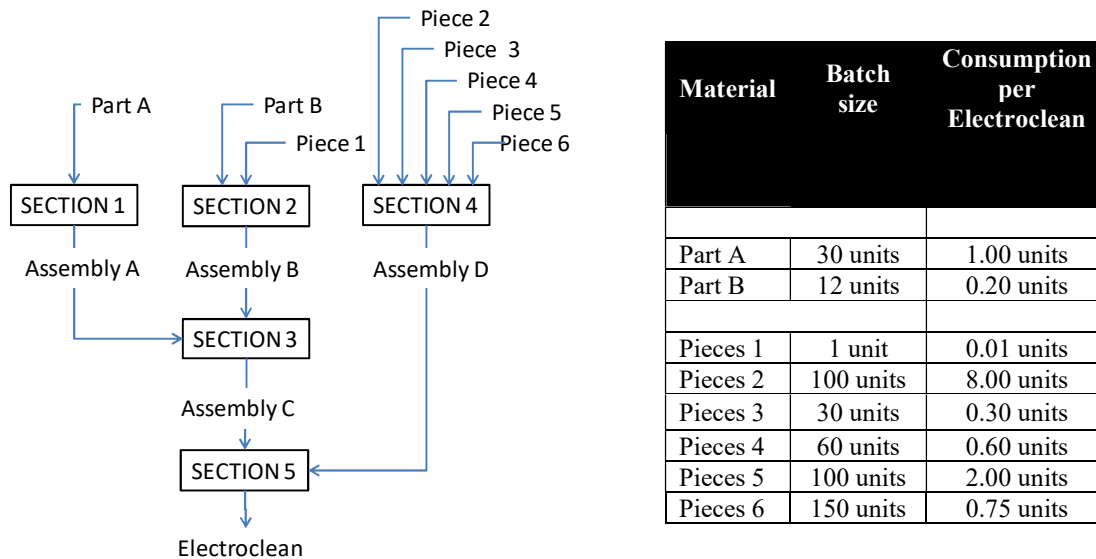 Piece 2
Piece 3
Piece 4
Part A
Part B
Piece 5
Piece 1
Piece 6
SECTION 1
SECTION 2
SECTION 4
Assembly A
Assembly B
Assembly D
SECTION 3
Assembly C
SECTION 5
Electroclean
Material
Batch size
Consumption per Electroclean
Part A 30 units 1.00 units
Part B 12 units 0.20 units
Pieces 1 1 unit 0.01 units
Pieces 2 100 units 8.00 units
Pieces 3 30 units 0.30 units
Pieces 4 60 units 0.60 units
Pieces 5 100 units 2.00 units
Pieces 6 150 units 0.75 units